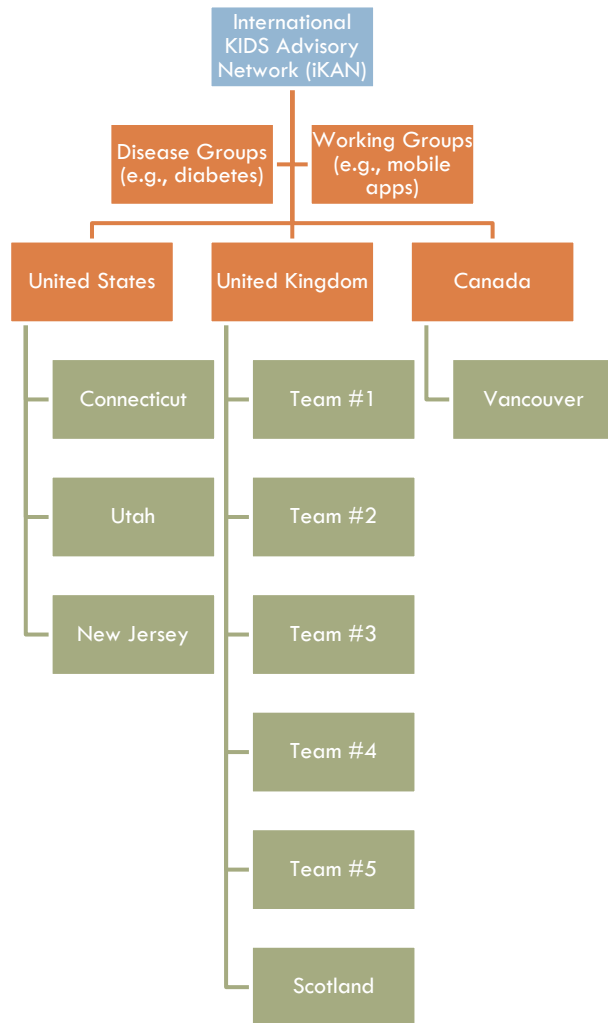 International
KIDS Advisory
Network (iKAN)
Disease Groups
(e.g., diabetes)
Working Groups
(e.g., mobile
apps)
United States
United Kingdom
Canada
Connecticut
Team #1
Vancouver
Utah
Team #2
New Jersey
Team #3
Team #4
Team #5
Scotland